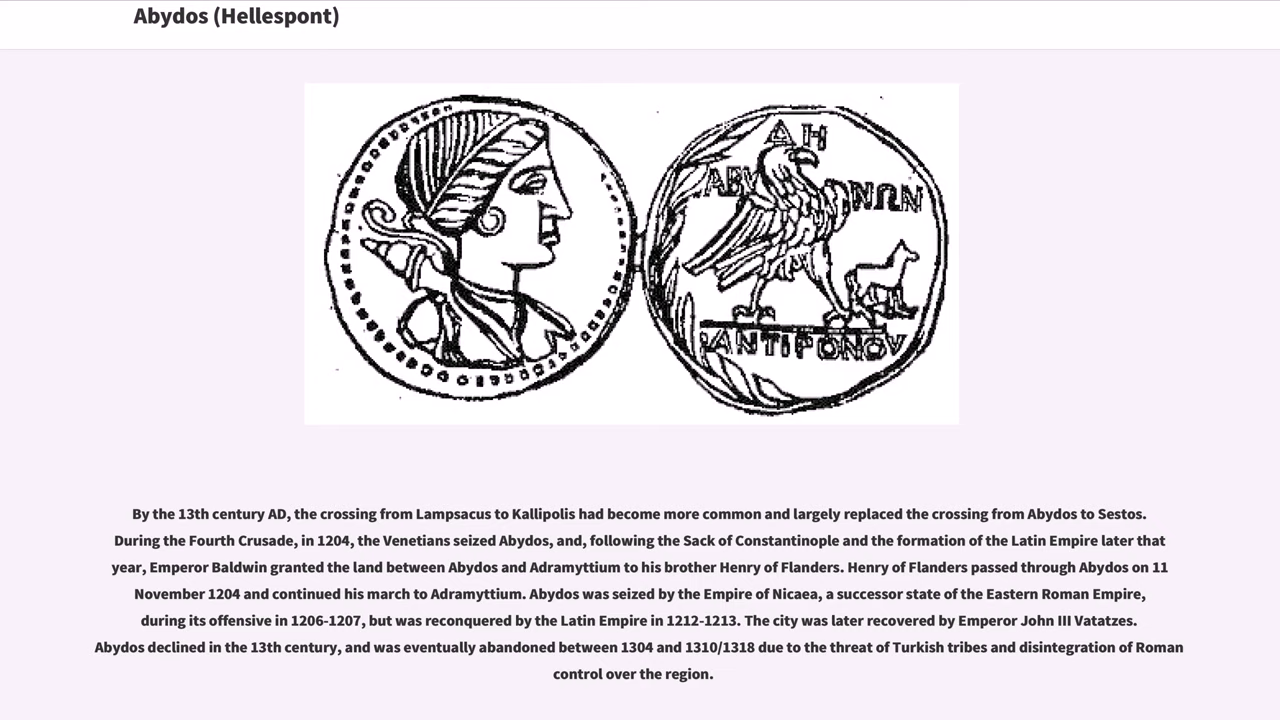 Abydos (Hellespont)
ΔΗ
ΑΒΥ
ΝΩΝ
ΑΝΤΙΡΟΝΟΥ
By the 13th century AD, the crossing from Lampsacus to Kallipolis had become more common and largely replaced the crossing from Abydos to Sestos.
During the Fourth Crusade, in 1204, the Venetians seized Abydos, and, following the Sack of Constantinople and the formation of the Latin Empire later that
year, Emperor Baldwin granted the land between Abydos and Adramyttium to his brother Henry of Flanders. Henry of Flanders passed through Abydos on 11
November 1204 and continued his march to Adramyttium. Abydos was seized by the Empire of Nicaea, a successor state of the Eastern Roman Empire,
during its offensive in 1206-1207, but was reconquered by the Latin Empire in 1212-1213. The city was later recovered by Emperor John III Vatatzes.
Abydos declined in the 13th century, and was eventually abandoned between 1304 and 1310/1318 due to the threat of Turkish tribes and disintegration of Roman
control over the region.